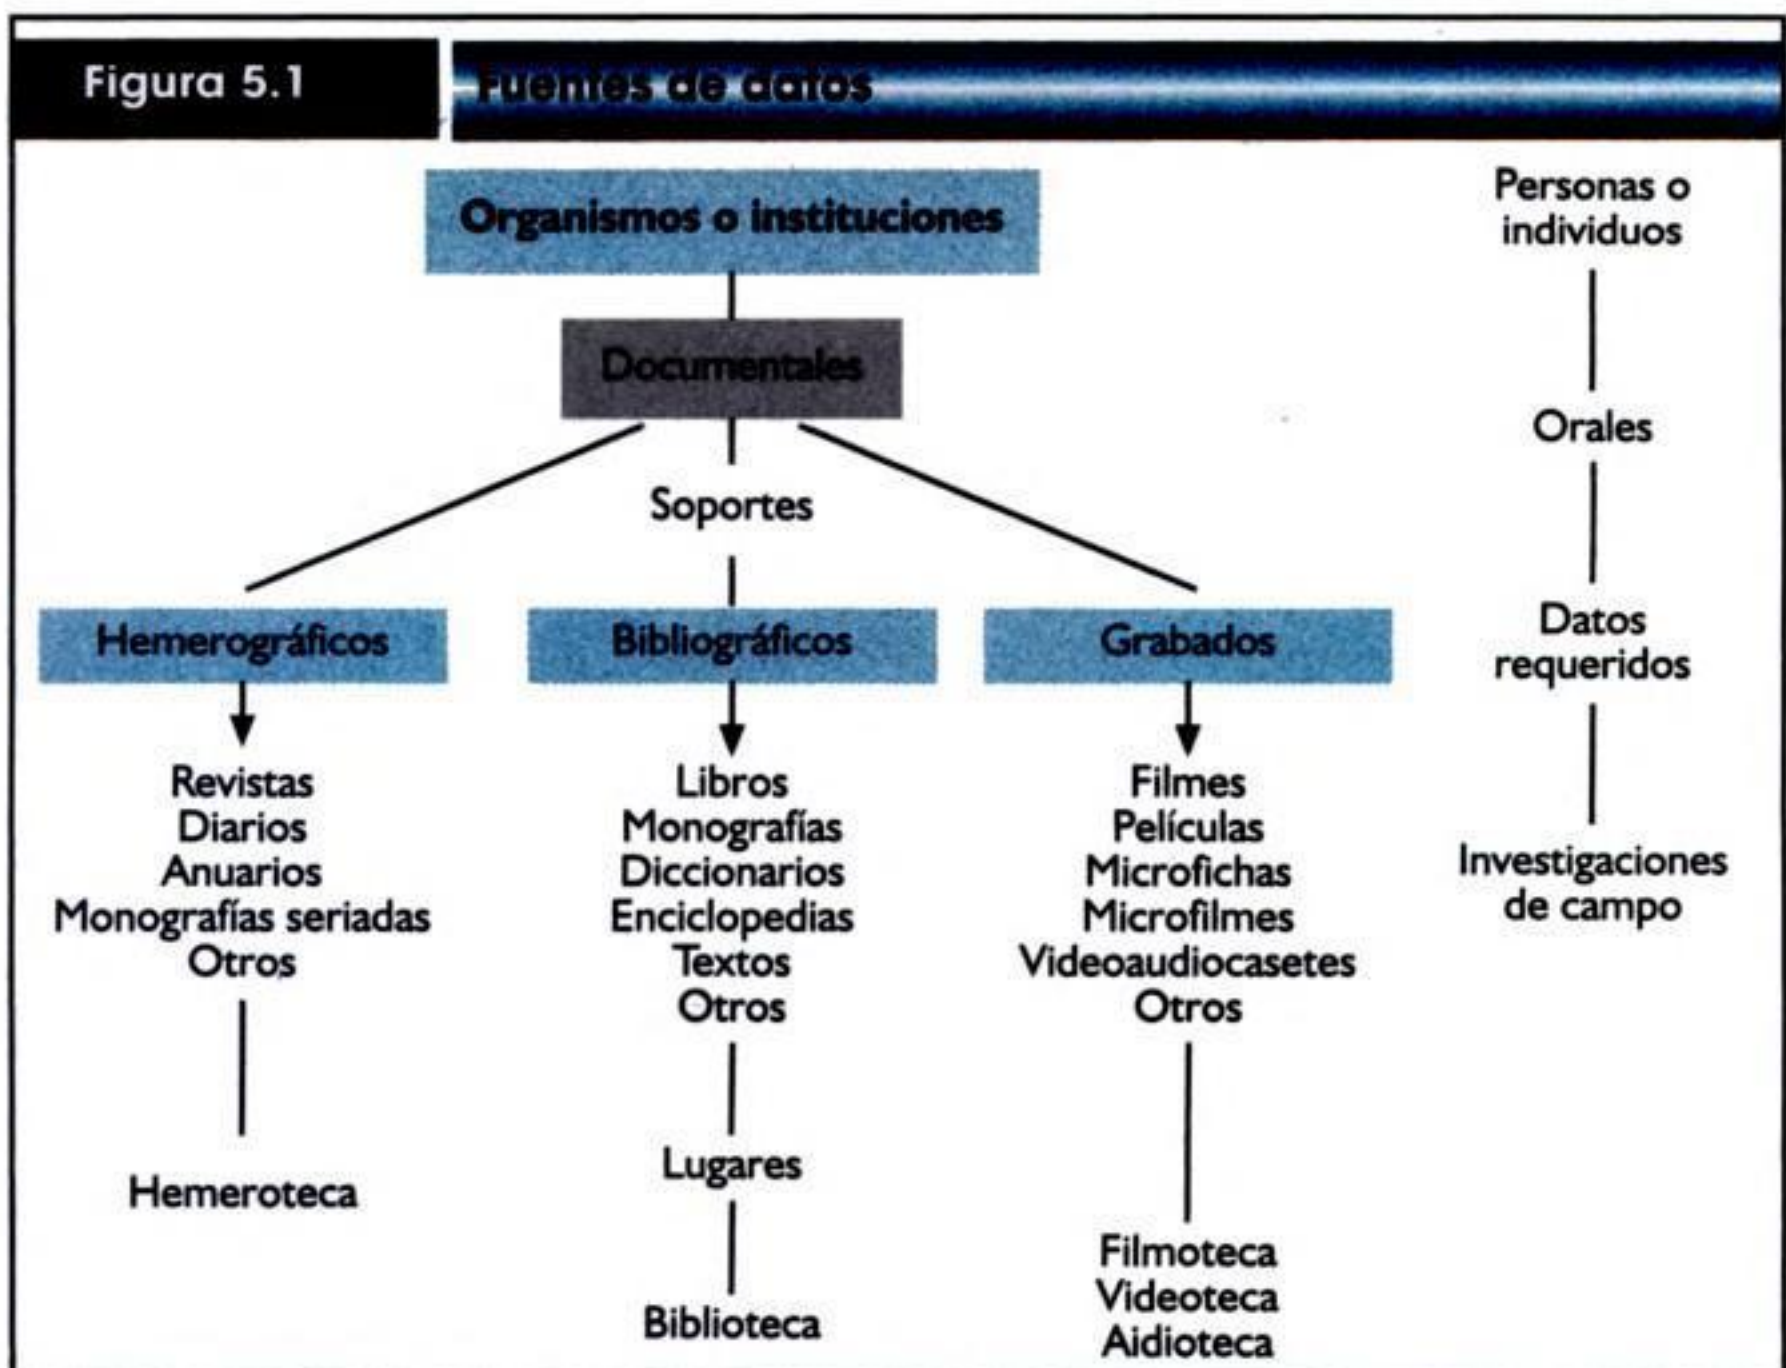 Figura 5.1
Fuentes de datos
Organismos o instituciones
Documentales
Soportes
Hemerográficos
Revistas
Diarios
Anuarios
Monografías seriadas
Otros
Hemeroteca
Bibliográficos
Libros
Monografías
Diccionarios
Enciclopedias
Textos
Otros
Lugares
Biblioteca
Grabados
Filmes
Películas
Microfichas
Microfilmes
Videoaudiocasetes
Otros
Filmoteca
Videoteca
Aidioteca
Personas o
individuos
Orales
Datos
requeridos
Investigaciones
de campo